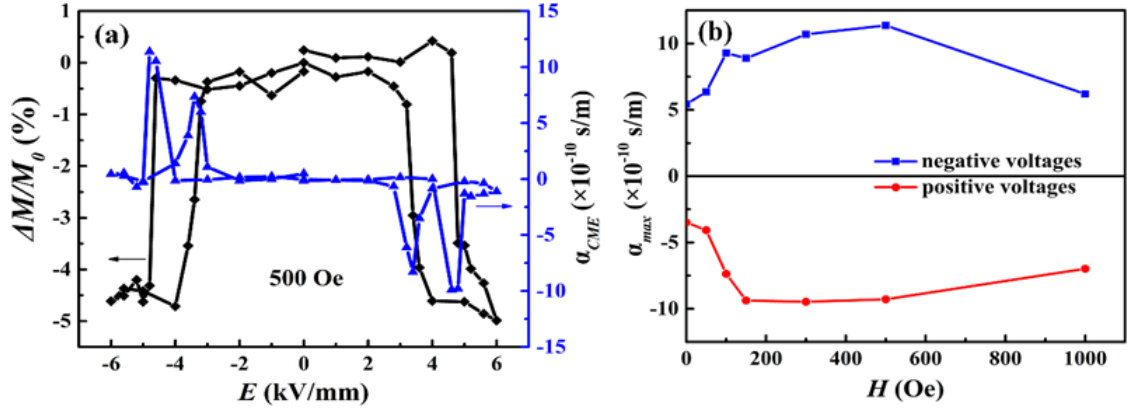 (a)
500 Oe
1
0
-1
-2
-3
-4
-5
ΔM/M₀ (%)
15
10
5
0
-5
-10
-15
α_CME (×10⁻¹⁰ s/m)
-6 -4 -2 0 2 4 6
E (kV/mm)
(b)
negative voltages
positive voltages
10
5
0
-5
-10
α_max (×10⁻¹⁰ s/m)
0 200 400 600 800 1000
H (Oe)